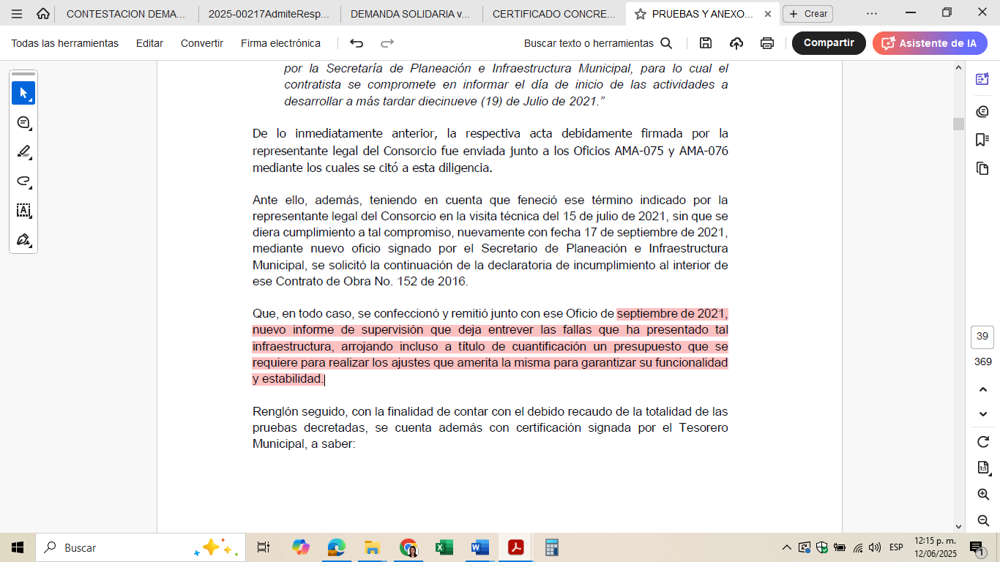 CONTESTACION DEMA...
2025-00217AdmiteResp...
DEMANDA SOLIDARIA v...
CERTIFICADO CONCRE...
PRUEBAS Y ANEXO...
Crear
Todas las herramientas
Editar
Convertir
Firma electrónica
Buscar texto o herramientas
Compartir
Asistente de IA
por la Secretaría de Planeación e Infraestructura Municipal, para lo cual el
contratista se compromete en informar el día de inicio de las actividades a
desarrollar a más tardar diecinueve (19) de Julio de 2021.”
De lo inmediatamente anterior, la respectiva acta debidamente firmada por la
representante legal del Consorcio fue enviada junto a los Oficios AMA-075 y AMA-076
mediante los cuales se citó a esta diligencia.
Ante ello, además, teniendo en cuenta que feneció ese término indicado por la
representante legal del Consorcio en la visita técnica del 15 de julio de 2021, sin que se
diera cumplimiento a tal compromiso, nuevamente con fecha 17 de septiembre de 2021,
mediante nuevo oficio signado por el Secretario de Planeación e Infraestructura
Municipal, se solicitó la continuación de la declaratoria de incumplimiento al interior de
ese Contrato de Obra No. 152 de 2016.
Que, en todo caso, se confeccionó y remitió junto con ese Oficio de septiembre de 2021,
nuevo informe de supervisión que deja entrever las fallas que ha presentado tal
infraestructura, arrojando incluso a título de cuantificación un presupuesto que se
requiere para realizar los ajustes que amerita la misma para garantizar su funcionalidad
y estabilidad.
Renglón seguido, con la finalidad de contar con el debido recaudo de la totalidad de las
pruebas decretadas, se cuenta además con certificación signada por el Tesorero
Municipal, a saber:
39
369
1:1
Buscar
ESP
12:15 p. m.
12/06/2025
1